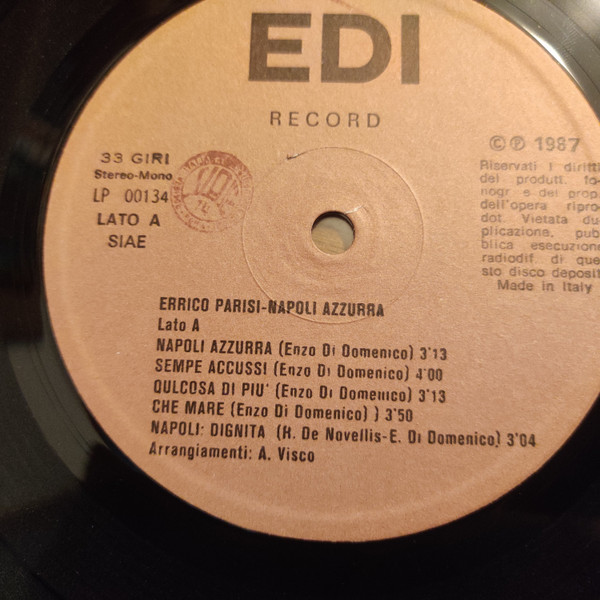 EDI
RECORD
33 GIRI
Stereo-Mono
LP 00134
LATO A
SIAE
© ℗ 1987
Riservati i diritti
dei produtt. fo-
nogr e dei prop.
dell'opera ripro-
dot. Vietata du-
plicazione, pub
blica esecuzione
radiodif. di que
sto disco deposit
Made in Italy
ERRICO PARISI-NAPOLI AZZURRA
Lato A
NAPOLI AZZURRA (Enzo Di Domenico) 3'13
SEMPE ACCUSSI (Enzo Di Domenico) 4'00
QULCOSA DI PIU' (Enzo Di Domenico) 3'13
CHE MARE (Enzo Di Domenico) ) 3'50
NAPOLI: DIGNITA (R. De Novellis-E. Di Domenico) 3'04
Arrangiamenti: A. Visco